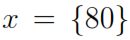 x = {80}